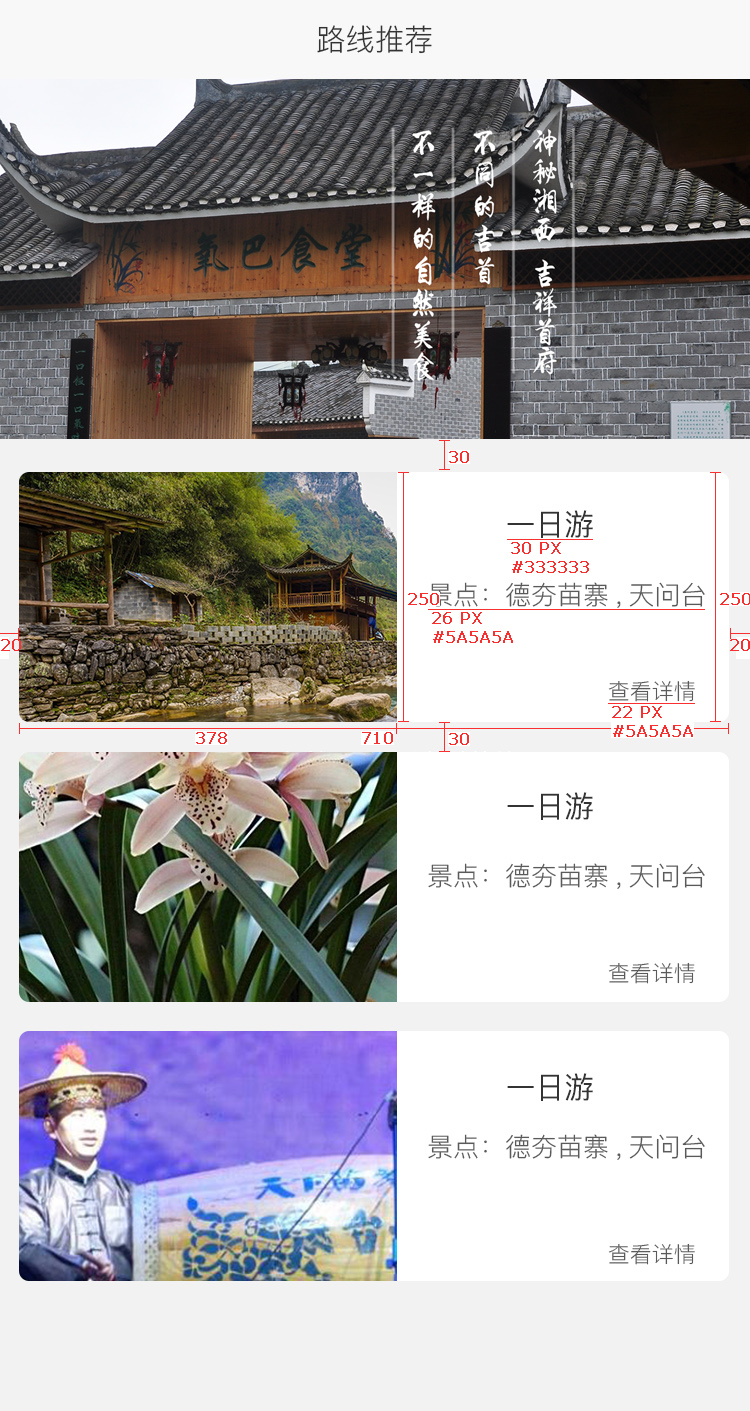 路线推荐
神秘湘西 吉祥首府
不同的吉首
不一样的自然美食
氧巴食堂
30
一日游
30 PX
#333333
景点：德夯苗寨，天问台
250
250
26 PX
#5A5A5A
20
20
查看详情
22 PX
#5A5A5A
378
710
30
一日游
景点：德夯苗寨，天问台
查看详情
一日游
景点：德夯苗寨，天问台
查看详情